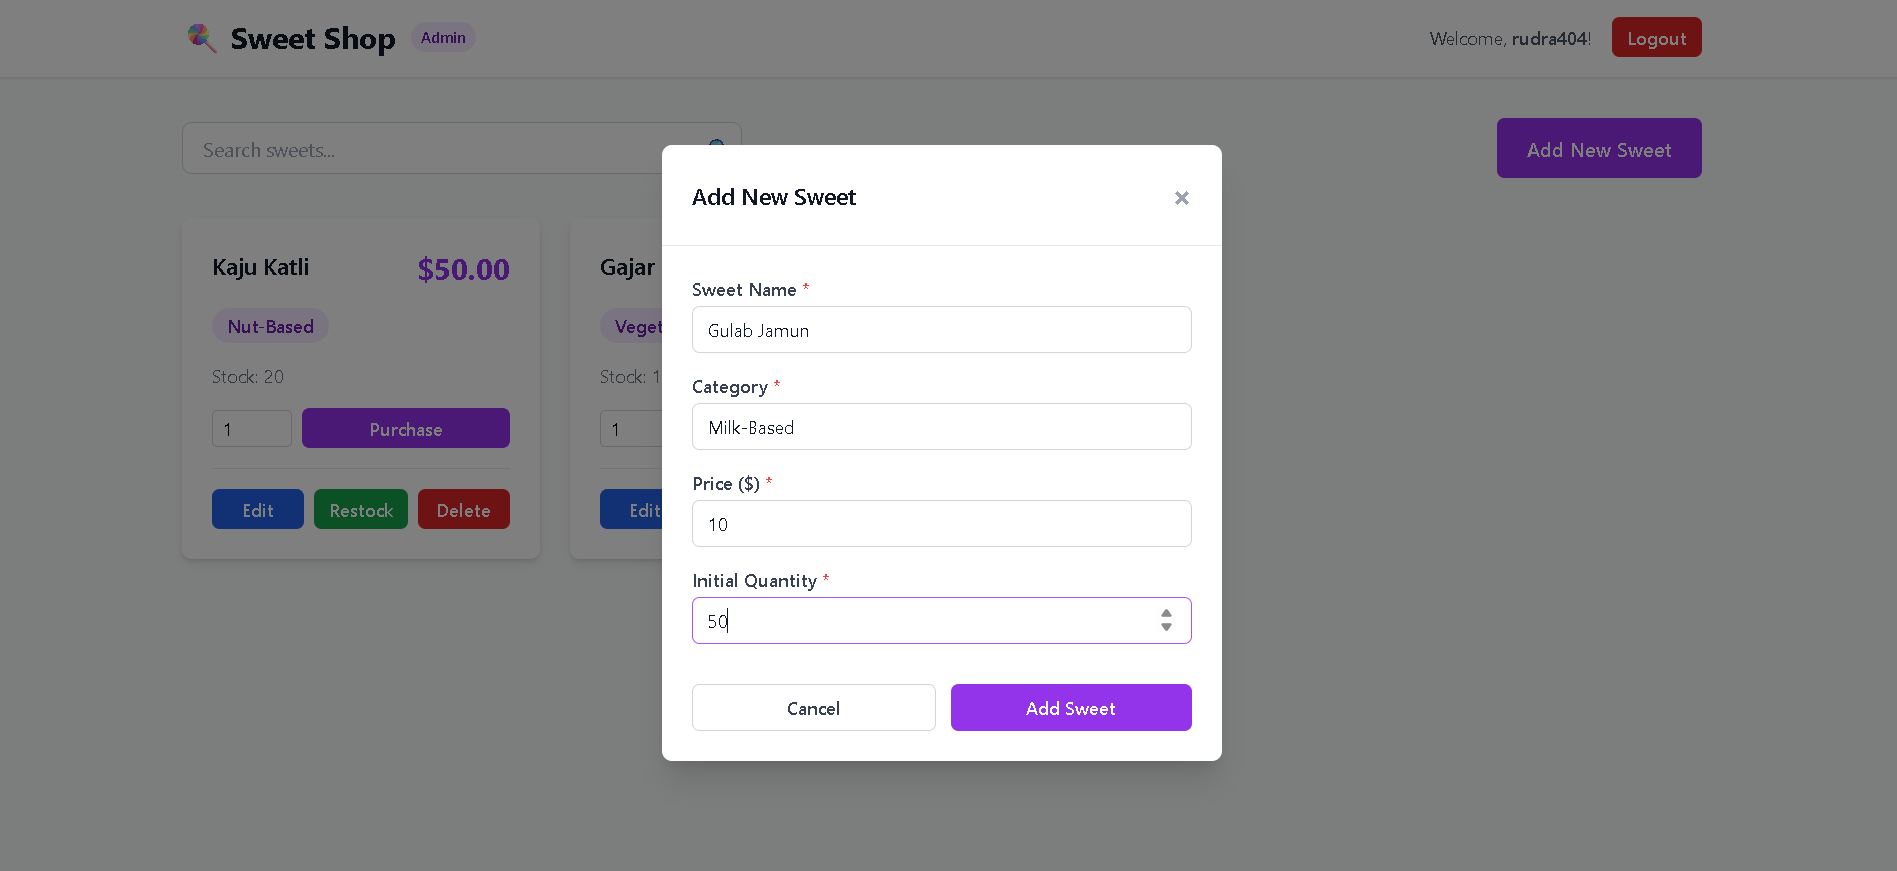 Sweet Shop Admin
Welcome, rudra404!
Logout
Search sweets...
Add New Sweet
Kaju Katli
$50.00
Nut-Based
Stock: 20
1
Purchase
Edit
Restock
Delete
Gajar
Stock: 1
1
Edit
Add New Sweet
×
Sweet Name *
Gulab Jamun
Category *
Milk-Based
Price ($) *
10
Initial Quantity *
50
Cancel
Add Sweet